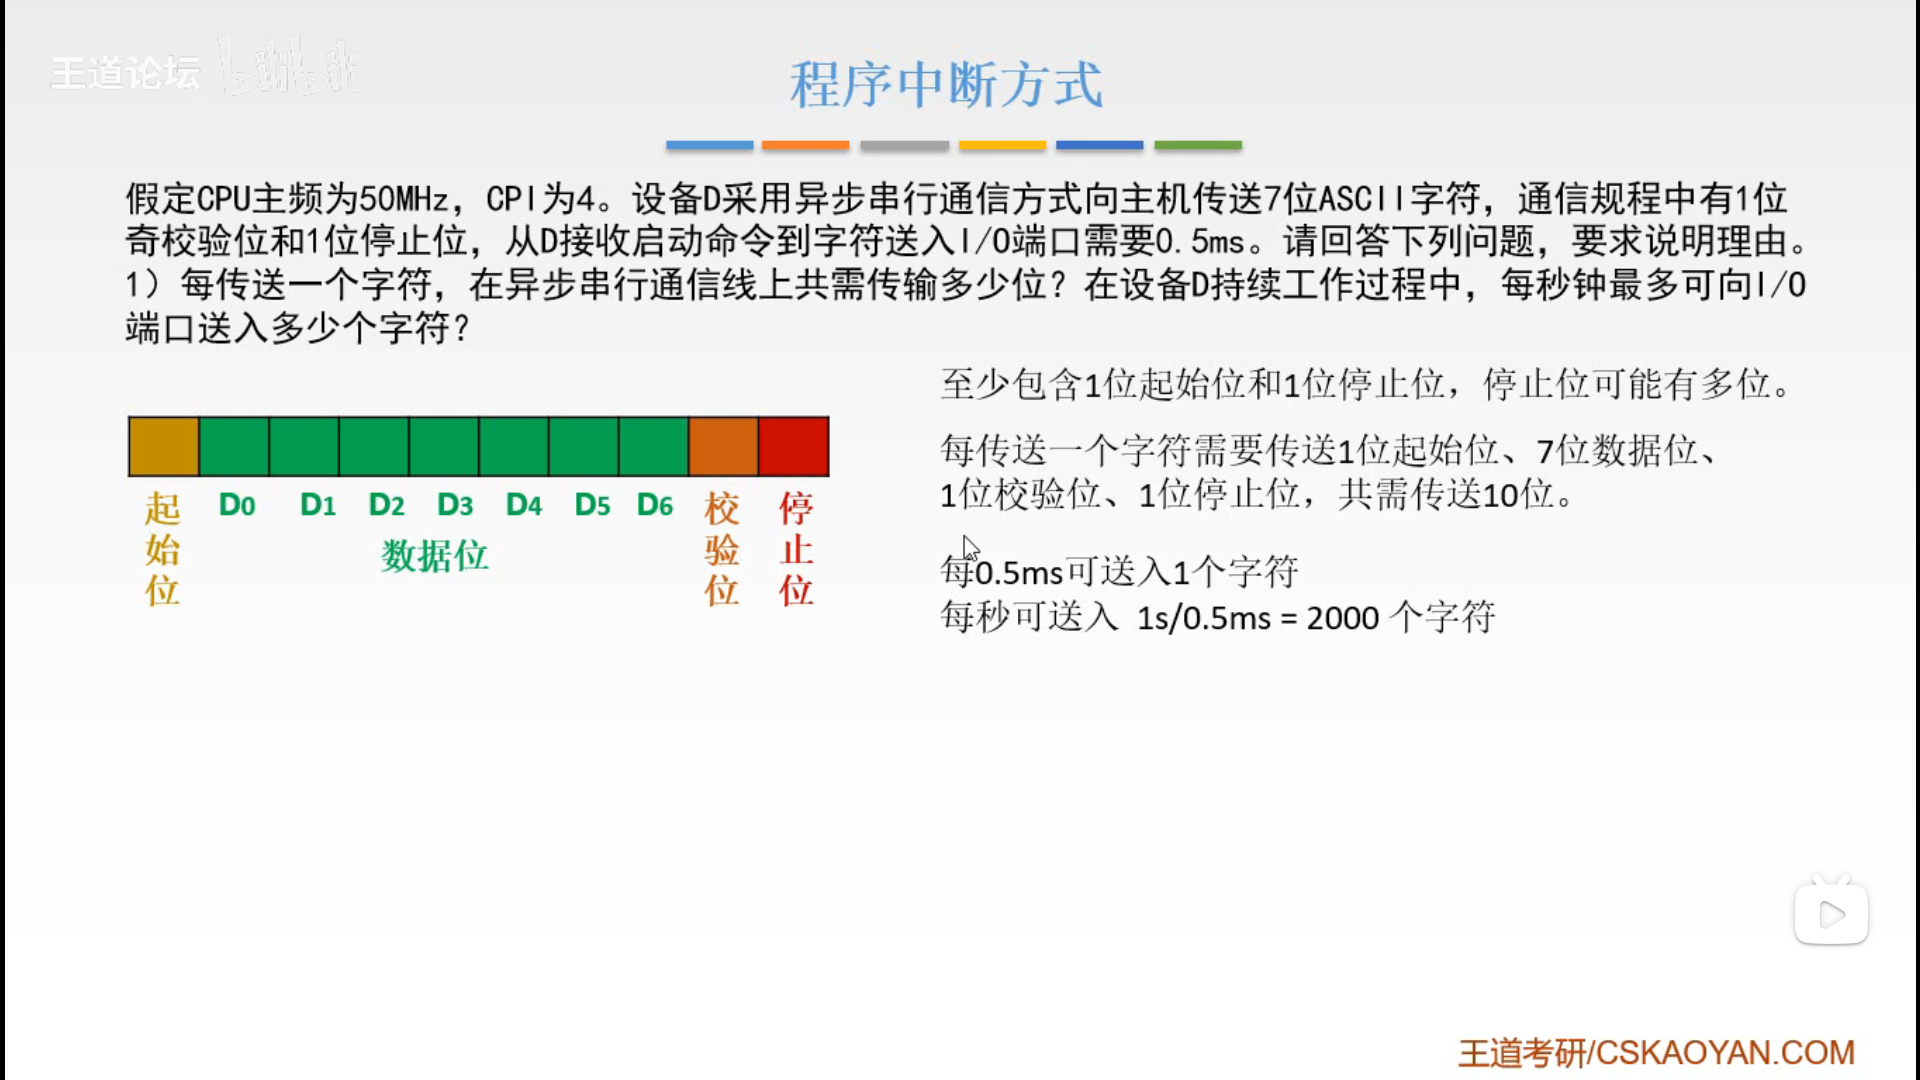 王道论坛 bilibili
程序中断方式
假定CPU主频为50MHz，CPI为4。设备D采用异步串行通信方式向主机传送7位ASCII字符，通信规程中有1位
奇校验位和1位停止位，从D接收启动命令到字符送入I/O端口需要0.5ms。请回答下列问题，要求说明理由。
1）每传送一个字符，在异步串行通信线上共需传输多少位？在设备D持续工作过程中，每秒钟最多可向I/O
端口送入多少个字符？
至少包含1位起始位和1位停止位，停止位可能有多位。
每传送一个字符需要传送1位起始位、7位数据位、
1位校验位、1位停止位，共需传送10位。
每0.5ms可送入1个字符
每秒可送入 1s/0.5ms = 2000 个字符
起始位
D0 D1 D2 D3 D4 D5 D6
数据位
校验位
停止位
王道考研/CSKAOYAN.COM